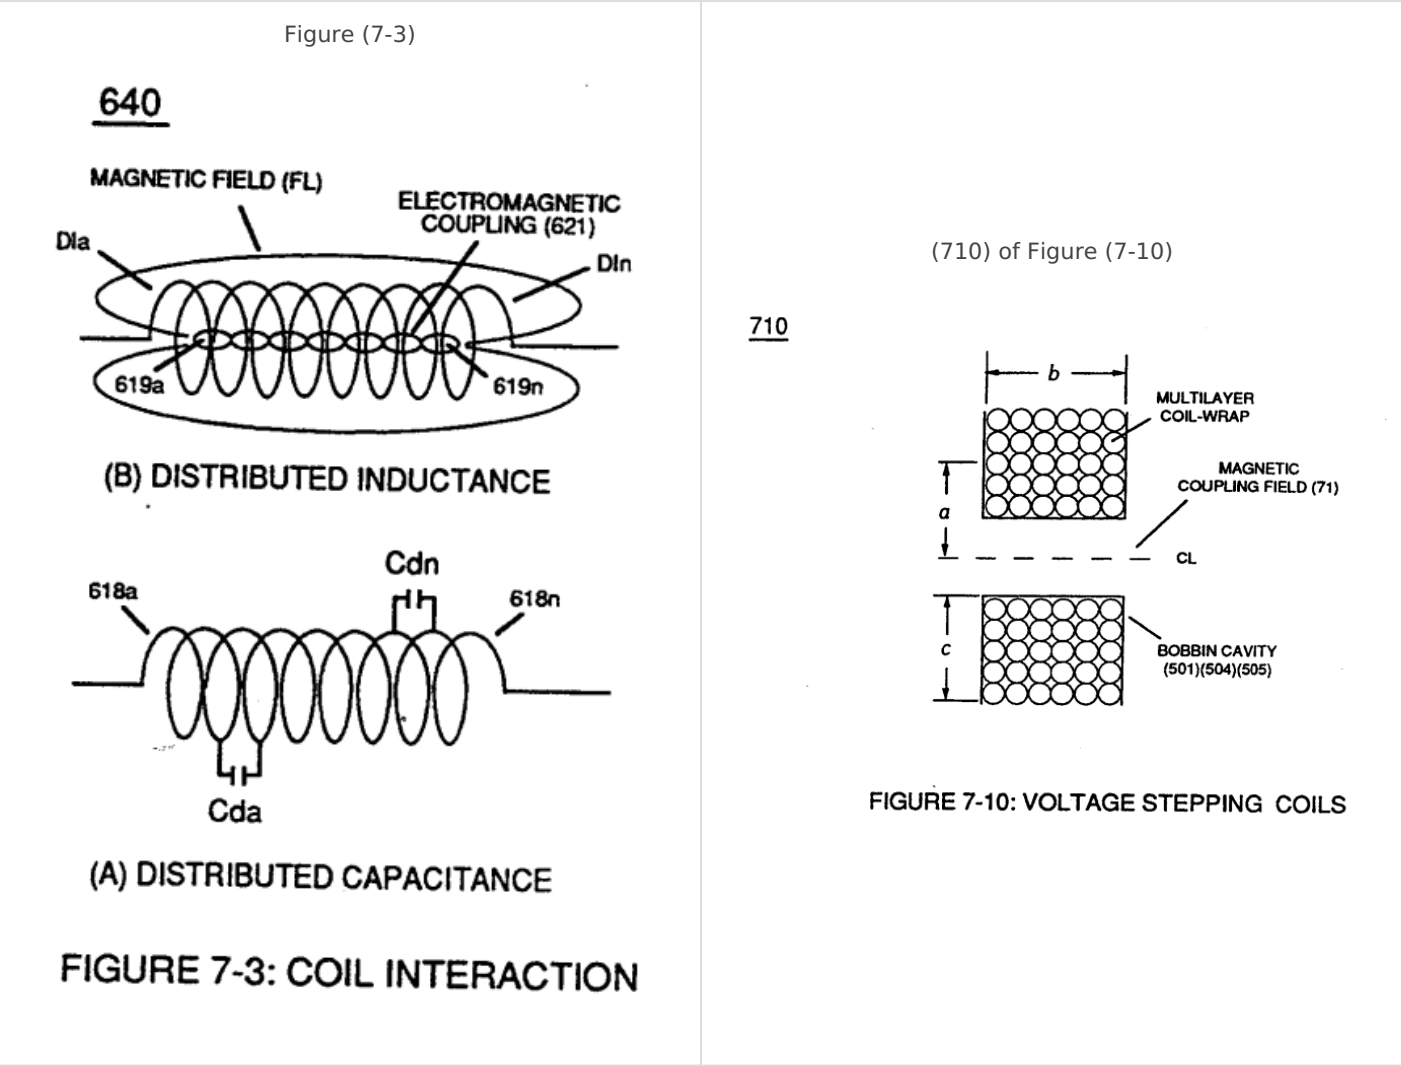 Figure (7-3)
640
MAGNETIC FIELD (FL)
ELECTROMAGNETIC
COUPLING (621)
DIa
DIn
619a
619n
(B) DISTRIBUTED INDUCTANCE
Cdn
618a
618n
Cda
(A) DISTRIBUTED CAPACITANCE
FIGURE 7-3: COIL INTERACTION
(710) of Figure (7-10)
710
b
MULTILAYER
COIL-WRAP
MAGNETIC
COUPLING FIELD (71)
a
CL
c
BOBBIN CAVITY
(501)(504)(505)
FIGURE 7-10: VOLTAGE STEPPING COILS